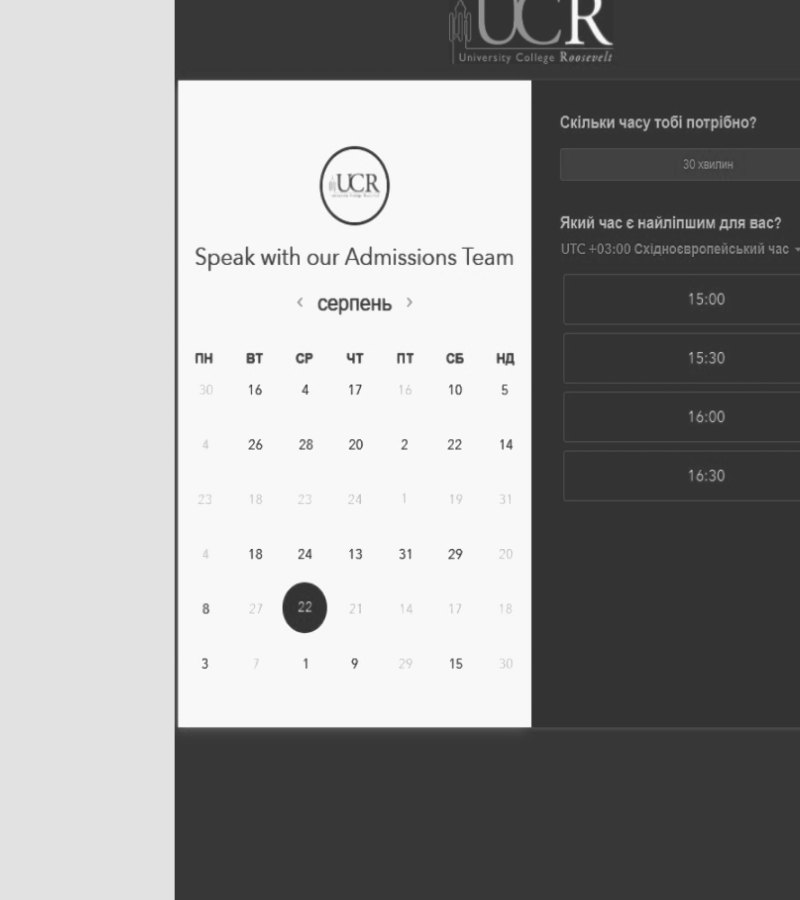 UCR
University College Roosevelt
UCR
Speak with our Admissions Team
‹ серпень ›
ПН ВТ СР ЧТ ПТ СБ НД
30 16 4 17 16 10 5
4 26 28 20 2 22 14
23 18 23 24 1 19 31
4 18 24 13 31 29 20
8 27 22 21 14 17 18
3 7 1 9 29 15 30
Скільки часу тобі потрібно?
30 хвилин
Який час є найліпшим для вас?
UTC +03:00 Східноєвропейський час
15:00
15:30
16:00
16:30